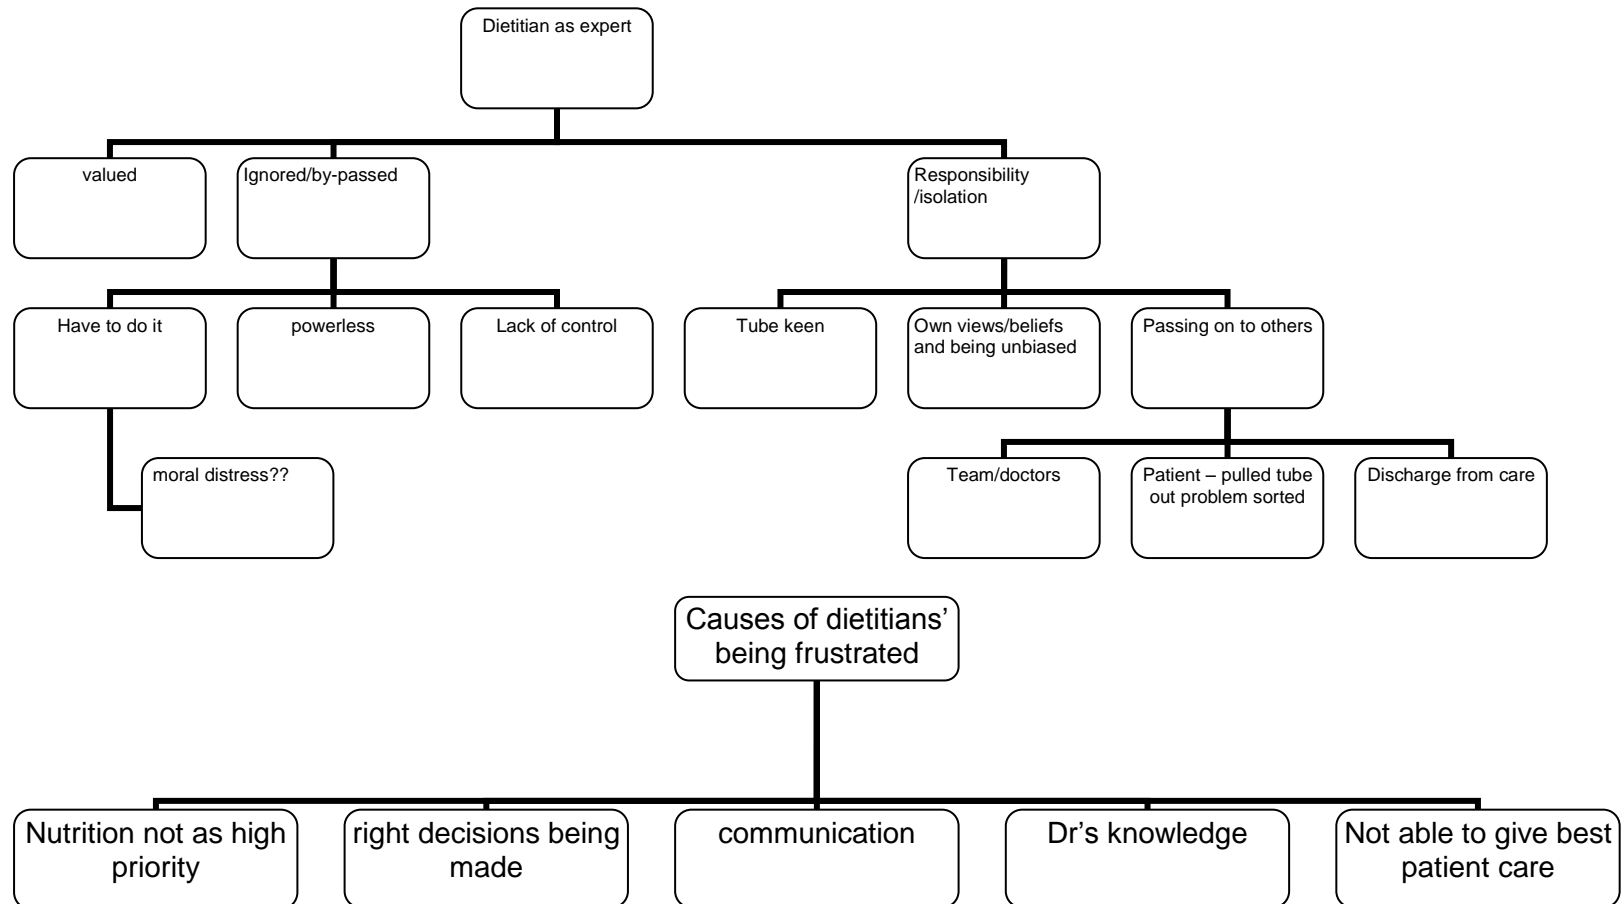 Dietitian as expert
valued
Ignored/by-passed
Responsibility
/isolation
Have to do it
powerless
Lack of control
Tube keen
Own views/beliefs
and being unbiased
Passing on to others
moral distress??
Team/doctors
Patient – pulled tube
out problem sorted
Discharge from care
Causes of dietitians’
being frustrated
Nutrition not as high
priority
right decisions being
made
communication
Dr’s knowledge
Not able to give best
patient care